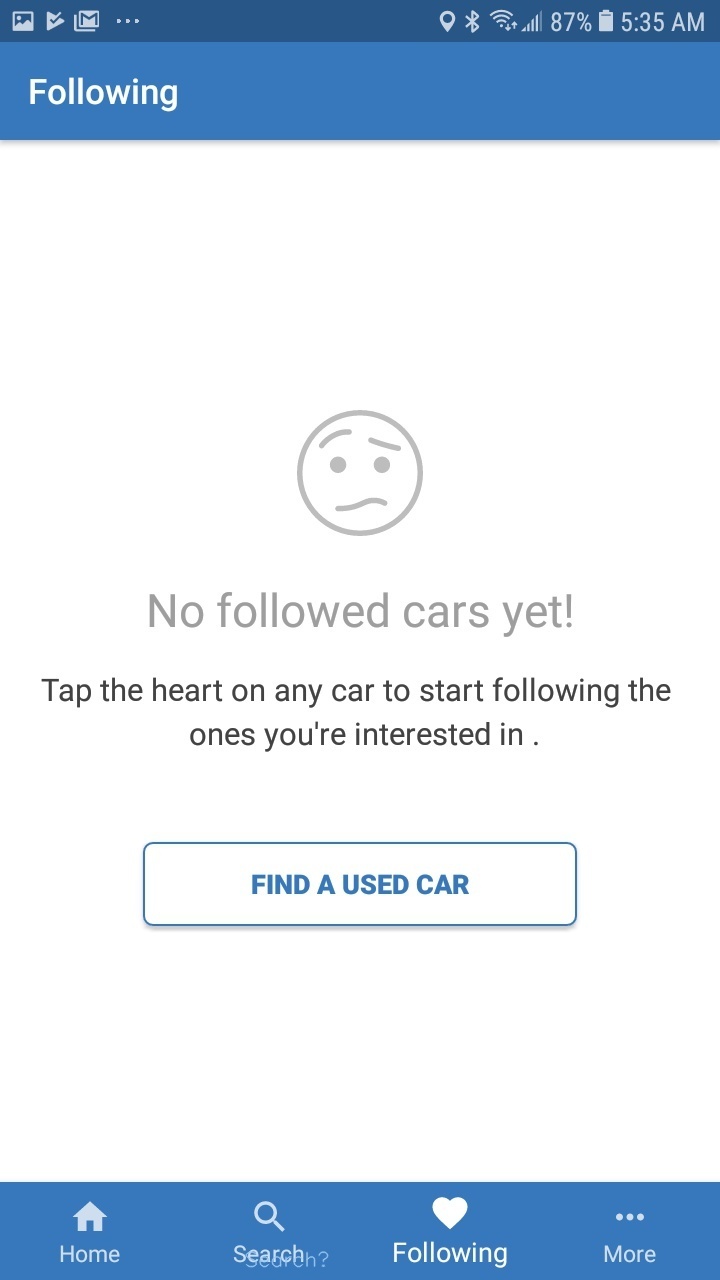 87% 5:35 AM
Following
No followed cars yet!
Tap the heart on any car to start following the
ones you're interested in .
FIND A USED CAR
Home Search Following More
Search?